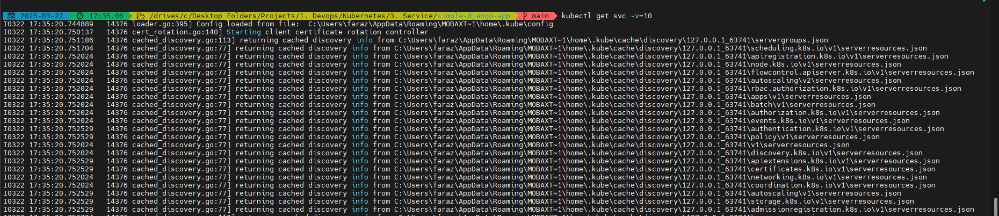 2025-03-22 17:35.06 /drives/c/Desktop Folders/Projects/1. Devops/Kubernetes/3. Service/simple-django-app main kubectl get svc -v=10
I0322 17:35:20.744889   14376 loader.go:395] Config loaded from file:  C:\Users\faraz\AppData\Roaming\MOBAXT~1\home\.kube\config
I0322 17:35:20.750137   14376 cert_rotation.go:140] Starting client certificate rotation controller
I0322 17:35:20.751186   14376 cached_discovery.go:113] returning cached discovery info from C:\Users\faraz\AppData\Roaming\MOBAXT~1\home\.kube\cache\discovery\127.0.0.1_63741\servergroups.json
I0322 17:35:20.751704   14376 cached_discovery.go:77] returning cached discovery info from C:\Users\faraz\AppData\Roaming\MOBAXT~1\home\.kube\cache\discovery\127.0.0.1_63741\scheduling.k8s.io\v1\serverresources.json
I0322 17:35:20.752024   14376 cached_discovery.go:77] returning cached discovery info from C:\Users\faraz\AppData\Roaming\MOBAXT~1\home\.kube\cache\discovery\127.0.0.1_63741\apiregistration.k8s.io\v1\serverresources.json
I0322 17:35:20.752024   14376 cached_discovery.go:77] returning cached discovery info from C:\Users\faraz\AppData\Roaming\MOBAXT~1\home\.kube\cache\discovery\127.0.0.1_63741\node.k8s.io\v1\serverresources.json
I0322 17:35:20.752024   14376 cached_discovery.go:77] returning cached discovery info from C:\Users\faraz\AppData\Roaming\MOBAXT~1\home\.kube\cache\discovery\127.0.0.1_63741\flowcontrol.apiserver.k8s.io\v1\serverresources.json
I0322 17:35:20.752024   14376 cached_discovery.go:77] returning cached discovery info from C:\Users\faraz\AppData\Roaming\MOBAXT~1\home\.kube\cache\discovery\127.0.0.1_63741\autoscaling\v2\serverresources.json
I0322 17:35:20.752024   14376 cached_discovery.go:77] returning cached discovery info from C:\Users\faraz\AppData\Roaming\MOBAXT~1\home\.kube\cache\discovery\127.0.0.1_63741\rbac.authorization.k8s.io\v1\serverresources.json
I0322 17:35:20.752024   14376 cached_discovery.go:77] returning cached discovery info from C:\Users\faraz\AppData\Roaming\MOBAXT~1\home\.kube\cache\discovery\127.0.0.1_63741\apps\v1\serverresources.json
I0322 17:35:20.752024   14376 cached_discovery.go:77] returning cached discovery info from C:\Users\faraz\AppData\Roaming\MOBAXT~1\home\.kube\cache\discovery\127.0.0.1_63741\batch\v1\serverresources.json
I0322 17:35:20.752024   14376 cached_discovery.go:77] returning cached discovery info from C:\Users\faraz\AppData\Roaming\MOBAXT~1\home\.kube\cache\discovery\127.0.0.1_63741\authorization.k8s.io\v1\serverresources.json
I0322 17:35:20.752024   14376 cached_discovery.go:77] returning cached discovery info from C:\Users\faraz\AppData\Roaming\MOBAXT~1\home\.kube\cache\discovery\127.0.0.1_63741\events.k8s.io\v1\serverresources.json
I0322 17:35:20.752529   14376 cached_discovery.go:77] returning cached discovery info from C:\Users\faraz\AppData\Roaming\MOBAXT~1\home\.kube\cache\discovery\127.0.0.1_63741\authentication.k8s.io\v1\serverresources.json
I0322 17:35:20.752529   14376 cached_discovery.go:77] returning cached discovery info from C:\Users\faraz\AppData\Roaming\MOBAXT~1\home\.kube\cache\discovery\127.0.0.1_63741\policy\v1\serverresources.json
I0322 17:35:20.752024   14376 cached_discovery.go:77] returning cached discovery info from C:\Users\faraz\AppData\Roaming\MOBAXT~1\home\.kube\cache\discovery\127.0.0.1_63741\v1\serverresources.json
I0322 17:35:20.752024   14376 cached_discovery.go:77] returning cached discovery info from C:\Users\faraz\AppData\Roaming\MOBAXT~1\home\.kube\cache\discovery\127.0.0.1_63741\discovery.k8s.io\v1\serverresources.json
I0322 17:35:20.752529   14376 cached_discovery.go:77] returning cached discovery info from C:\Users\faraz\AppData\Roaming\MOBAXT~1\home\.kube\cache\discovery\127.0.0.1_63741\apiextensions.k8s.io\v1\serverresources.json
I0322 17:35:20.752529   14376 cached_discovery.go:77] returning cached discovery info from C:\Users\faraz\AppData\Roaming\MOBAXT~1\home\.kube\cache\discovery\127.0.0.1_63741\certificates.k8s.io\v1\serverresources.json
I0322 17:35:20.752024   14376 cached_discovery.go:77] returning cached discovery info from C:\Users\faraz\AppData\Roaming\MOBAXT~1\home\.kube\cache\discovery\127.0.0.1_63741\networking.k8s.io\v1\serverresources.json
I0322 17:35:20.752024   14376 cached_discovery.go:77] returning cached discovery info from C:\Users\faraz\AppData\Roaming\MOBAXT~1\home\.kube\cache\discovery\127.0.0.1_63741\coordination.k8s.io\v1\serverresources.json
I0322 17:35:20.752529   14376 cached_discovery.go:77] returning cached discovery info from C:\Users\faraz\AppData\Roaming\MOBAXT~1\home\.kube\cache\discovery\127.0.0.1_63741\autoscaling\v1\serverresources.json
I0322 17:35:20.752529   14376 cached_discovery.go:77] returning cached discovery info from C:\Users\faraz\AppData\Roaming\MOBAXT~1\home\.kube\cache\discovery\127.0.0.1_63741\storage.k8s.io\v1\serverresources.json
I0322 17:35:20.752529   14376 cached_discovery.go:77] returning cached discovery info from C:\Users\faraz\AppData\Roaming\MOBAXT~1\home\.kube\cache\discovery\127.0.0.1_63741\admissionregistration.k8s.io\v1\serverresources.json